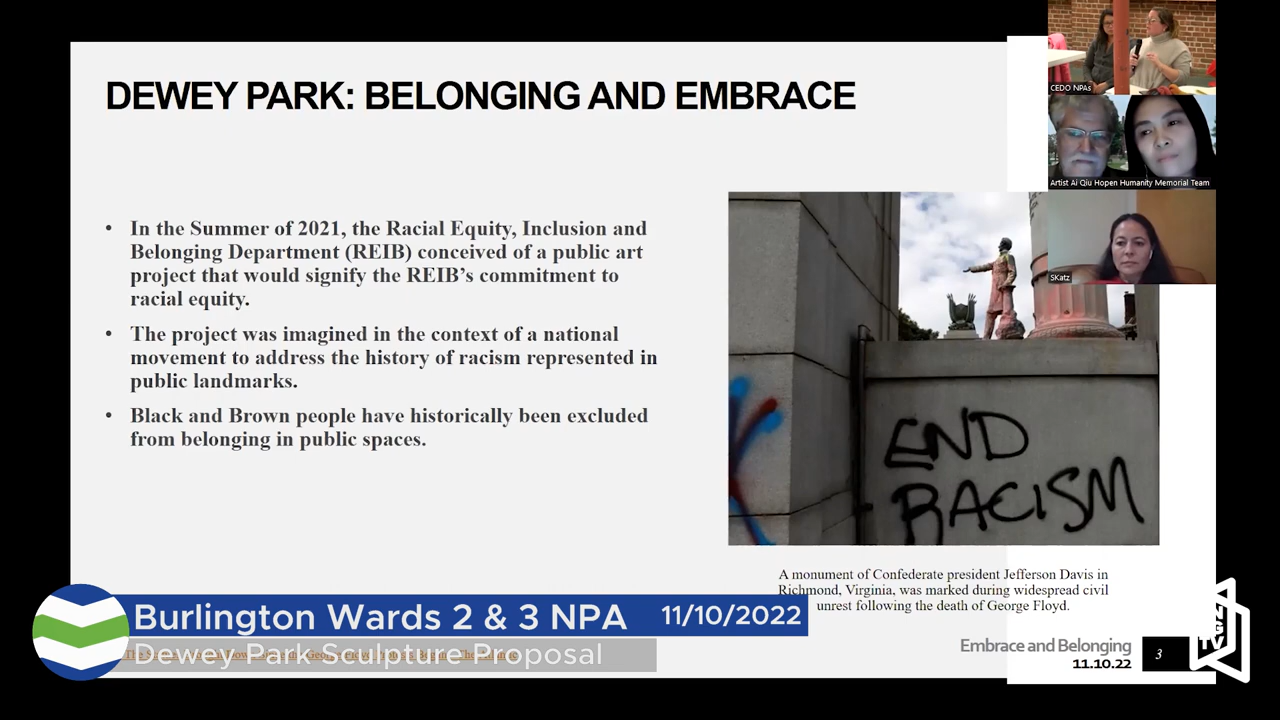 DEWEY PARK: BELONGING AND EMBRACE
• In the Summer of 2021, the Racial Equity, Inclusion and
Belonging Department (REIB) conceived of a public art
project that would signify the REIB's commitment to
racial equity.
• The project was imagined in the context of a national
movement to address the history of racism represented in
public landmarks.
• Black and Brown people have historically been excluded
from belonging in public spaces.
CEDO NPAs
Artist Ai Qiu Hopen Humanity Memorial Team
SKatz
END
RACISM
A monument of Confederate president Jefferson Davis in
Richmond, Virginia, was marked during widespread civil
unrest following the death of George Floyd.
Burlington Wards 2 & 3 NPA 11/10/2022
Dewey Park Sculpture Proposal
Embrace and Belonging
11.10.22
3